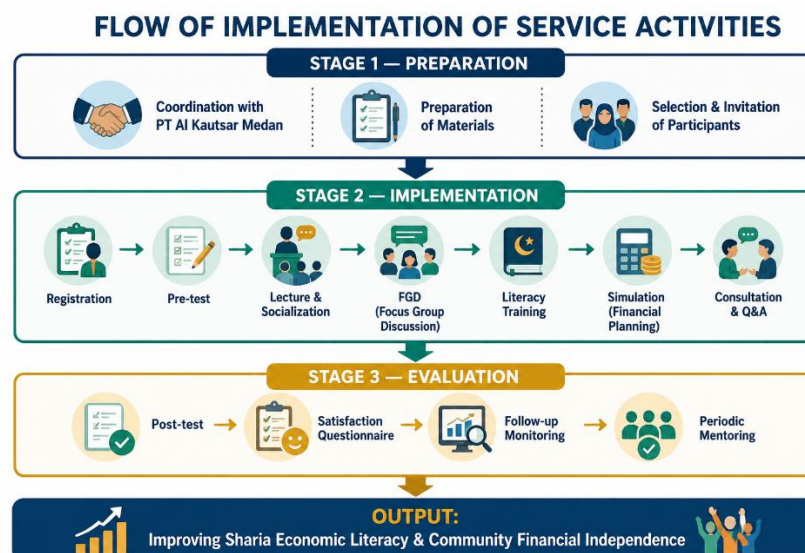 FLOW OF IMPLEMENTATION OF SERVICE ACTIVITIES
STAGE 1 — PREPARATION
Coordination with
PT Al Kautsar Medan
Preparation
of Materials
Selection & Invitation
of Participants
STAGE 2 — IMPLEMENTATION
Registration
Pre-test
Lecture &
Socialization
FGD
(Focus Group
Discussion)
Literacy
Training
Simulation
(Financial
Planning)
Consultation
& Q&A
STAGE 3 — EVALUATION
Post-test
Satisfaction
Questionnaire
Follow-up
Monitoring
Periodic
Mentoring
OUTPUT:
Improving Sharia Economic Literacy & Community Financial Independence